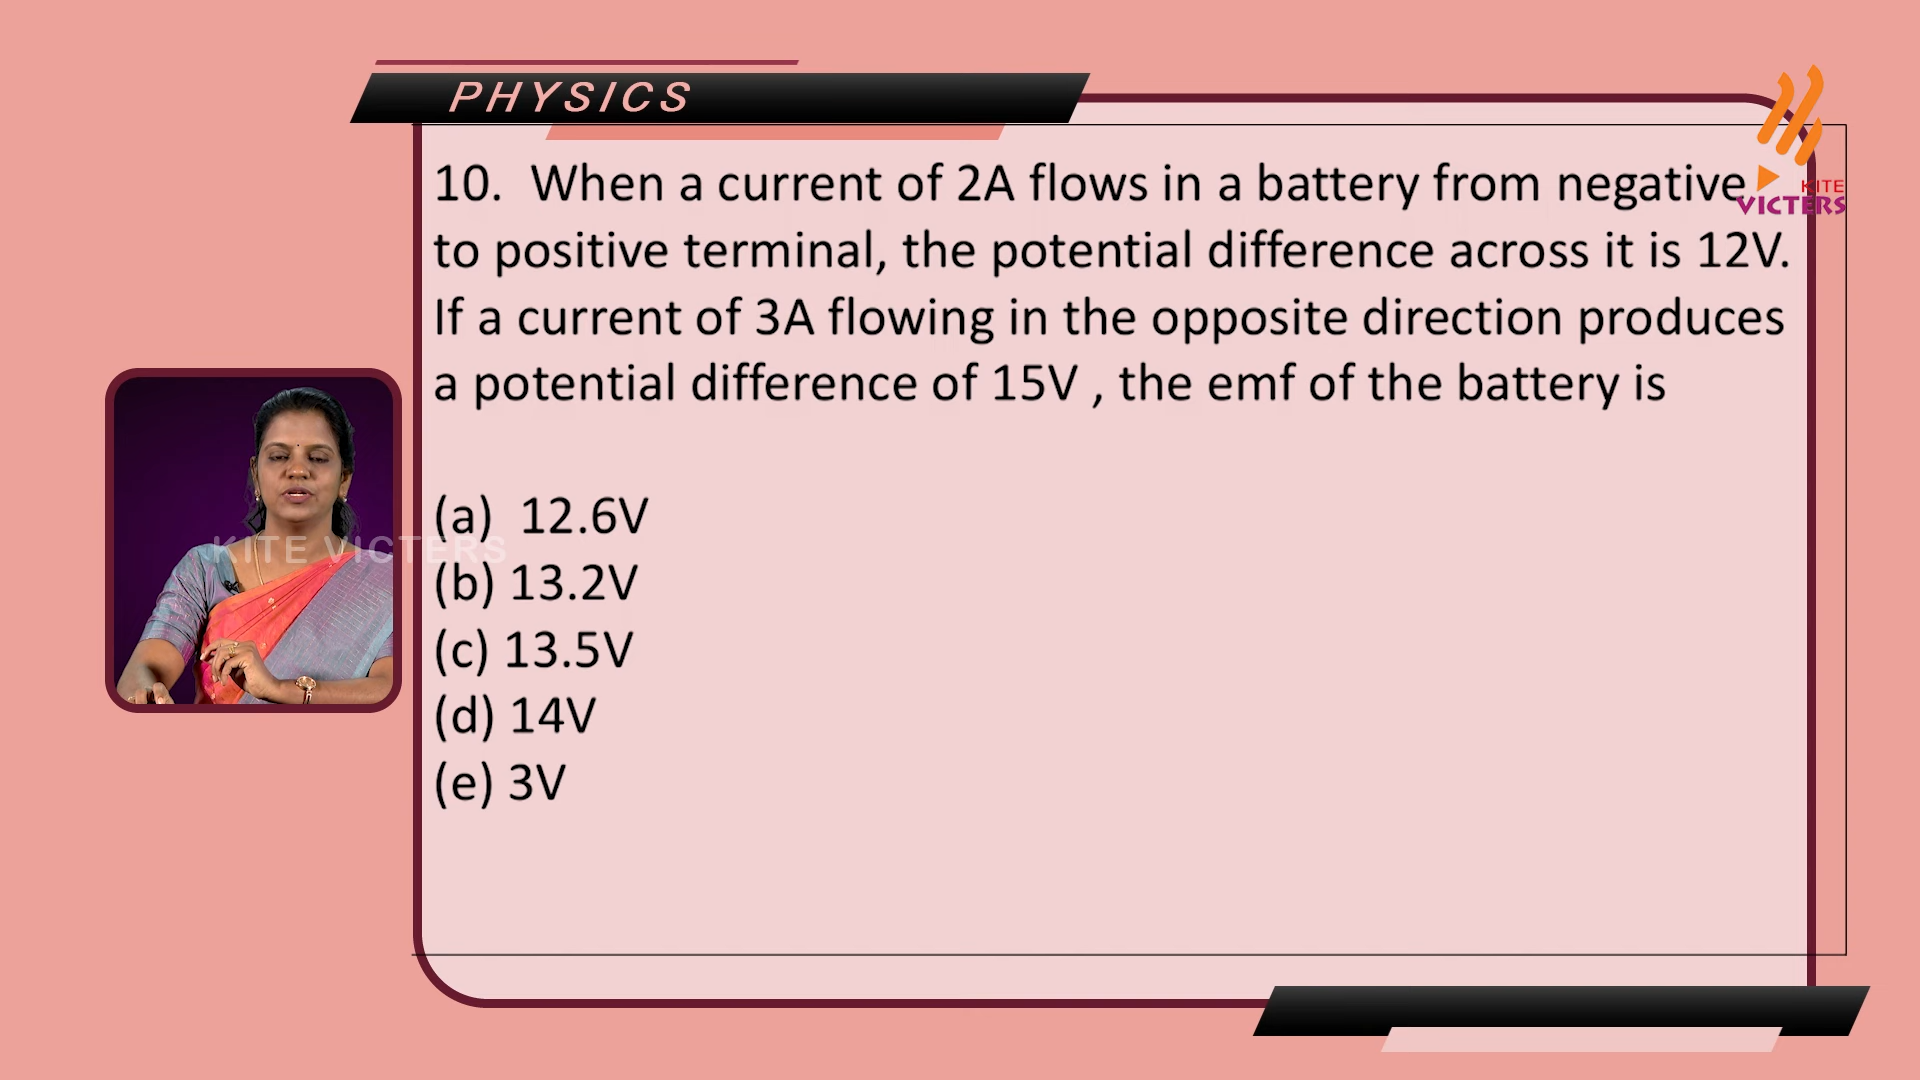 PHYSICS
10. When a current of 2A flows in a battery from negative
to positive terminal, the potential difference across it is 12V.
If a current of 3A flowing in the opposite direction produces
a potential difference of 15V , the emf of the battery is
(a) 12.6V
(b) 13.2V
(c) 13.5V
(d) 14V
(e) 3V
KITE VICTERS
KITE
VICTERS